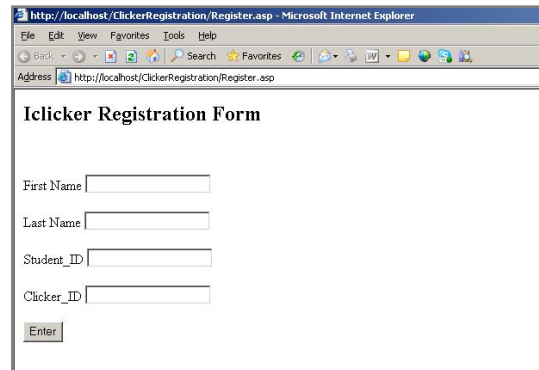 http://localhost/ClickerRegistration/Register.asp - Microsoft Internet Explorer
File Edit View Favorites Tools Help
Back Search Favorites
Address http://localhost/ClickerRegistration/Register.asp
Iclicker Registration Form
First Name
Last Name
Student_ID
Clicker_ID
Enter